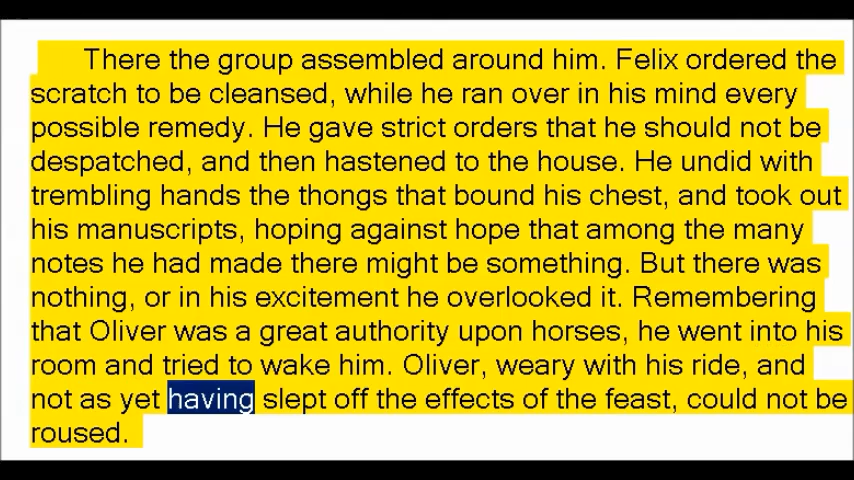 There the group assembled around him. Felix ordered the
scratch to be cleansed, while he ran over in his mind every
possible remedy. He gave strict orders that he should not be
despatched, and then hastened to the house. He undid with
trembling hands the thongs that bound his chest, and took out
his manuscripts, hoping against hope that among the many
notes he had made there might be something. But there was
nothing, or in his excitement he overlooked it. Remembering
that Oliver was a great authority upon horses, he went into his
room and tried to wake him. Oliver, weary with his ride, and
not as yet having slept off the effects of the feast, could not be
roused.